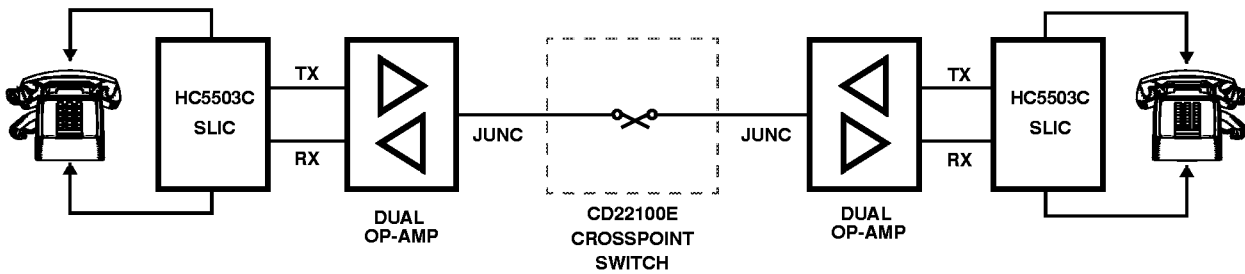 HC5503C
SLIC
TX
RX
DUAL
OP-AMP
JUNC
CD22100E
CROSSPOINT
SWITCH
JUNC
DUAL
OP-AMP
TX
RX
HC5503C
SLIC